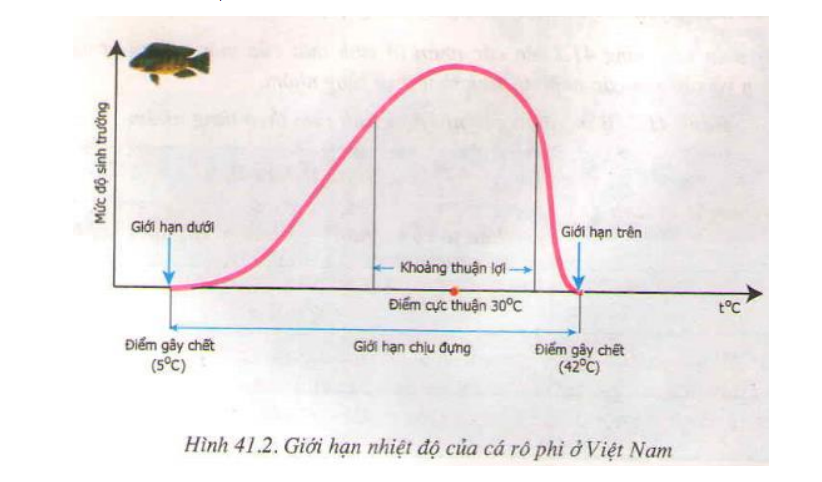 Mức độ sinh trưởng
Giới hạn dưới
Giới hạn trên
Khoảng thuận lợi
t°C
Điểm cực thuận 30°C
Điểm gây chết
(5°C)
Giới hạn chịu đựng
Điểm gây chết
(42°C)
Hình 41.2. Giới hạn nhiệt độ của cá rô phi ở Việt Nam